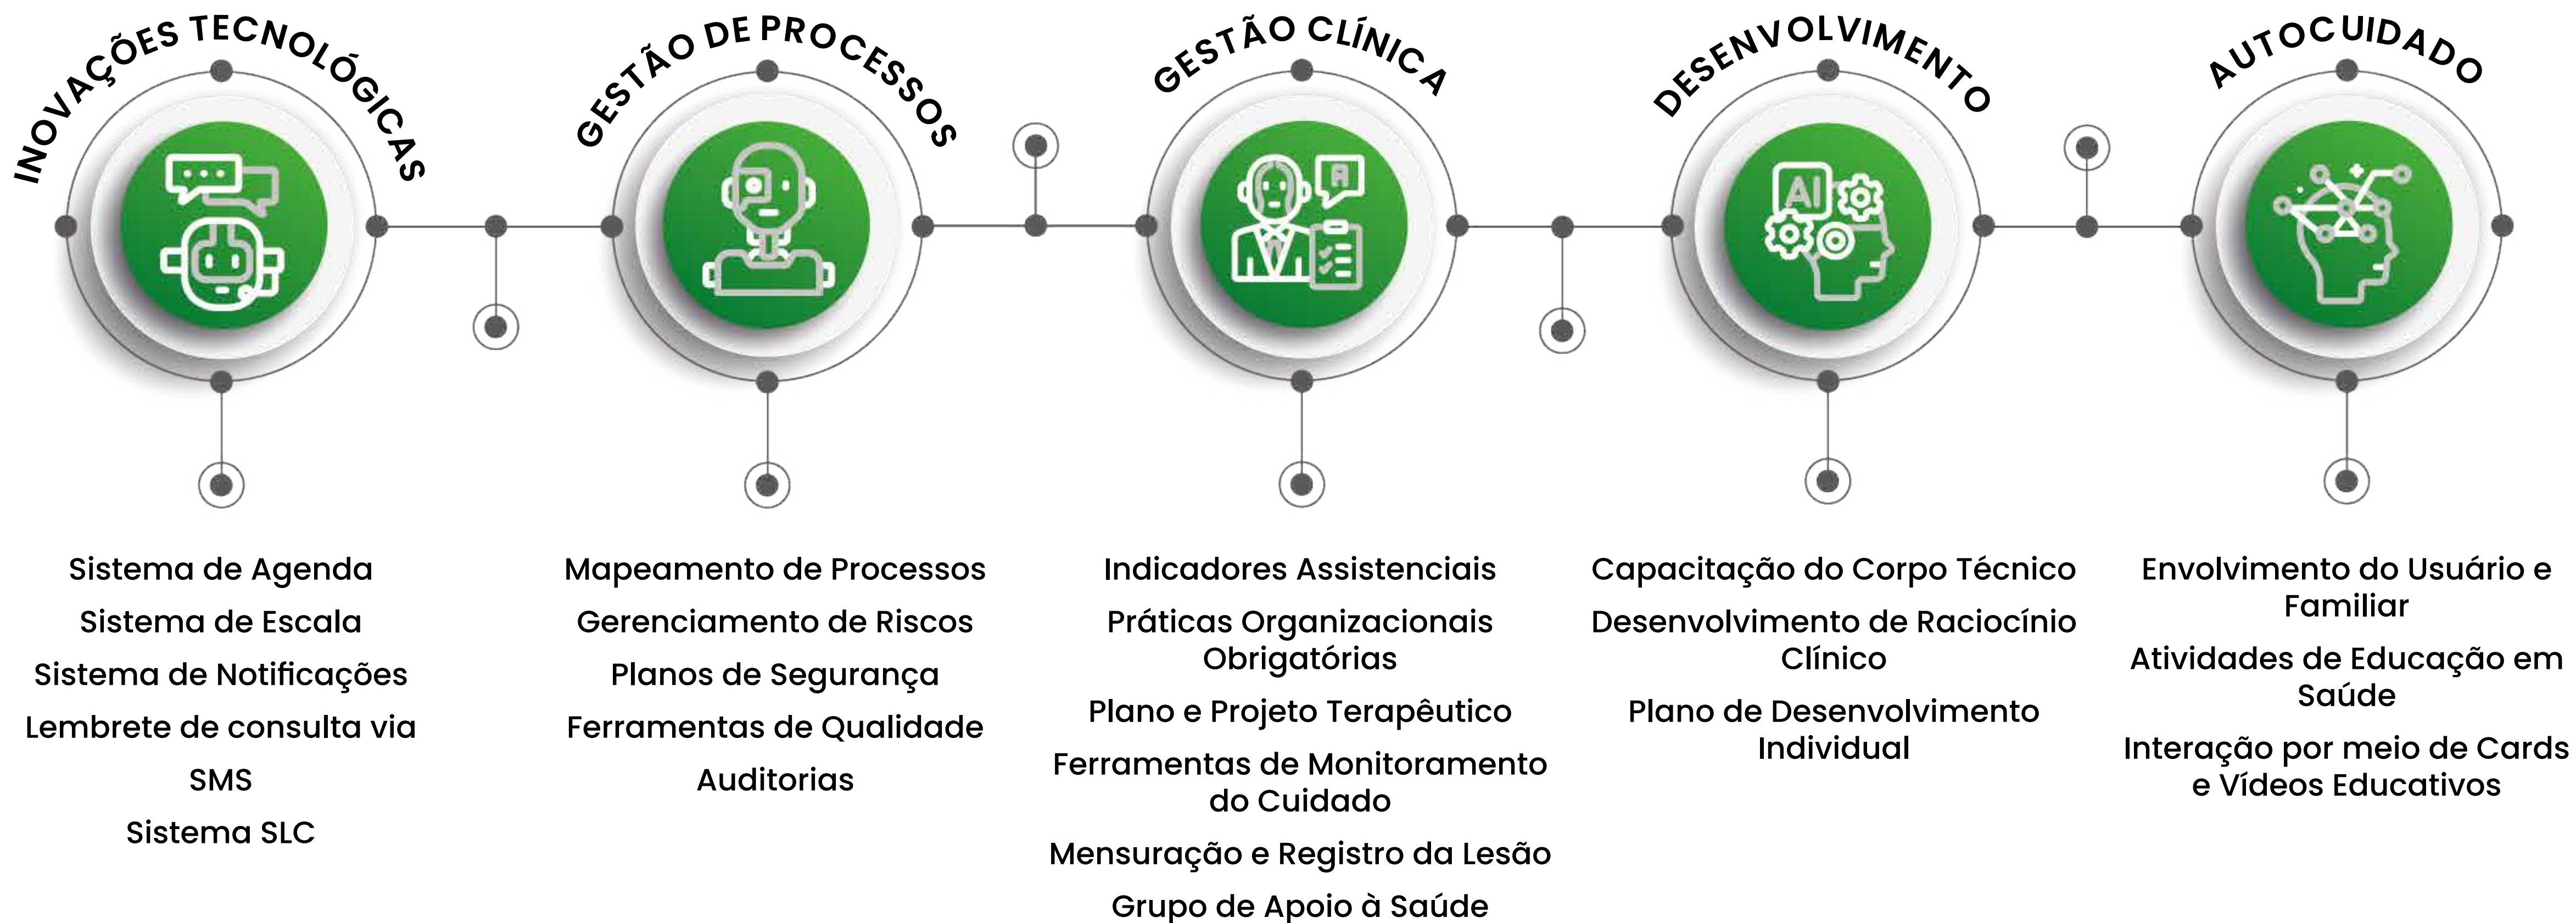 INOVAÇÕES TECNOLÓGICAS
Sistema de Agenda
Sistema de Escala
Sistema de Notificações
Lembrete de consulta via
SMS
Sistema SLC
GESTÃO DE PROCESSOS
Mapeamento de Processos
Gerenciamento de Riscos
Planos de Segurança
Ferramentas de Qualidade
Auditorias
GESTÃO CLÍNICA
A
Indicadores Assistenciais
Práticas Organizacionais
Obrigatórias
Plano e Projeto Terapêutico
Ferramentas de Monitoramento
do Cuidado
Mensuração e Registro da Lesão
Grupo de Apoio à Saúde
DESENVOLVIMENTO
AI
Capacitação do Corpo Técnico
Desenvolvimento de Raciocínio
Clínico
Plano de Desenvolvimento
Individual
AUTOCUIDADO
Envolvimento do Usuário e
Familiar
Atividades de Educação em
Saúde
Interação por meio de Cards
e Vídeos Educativos